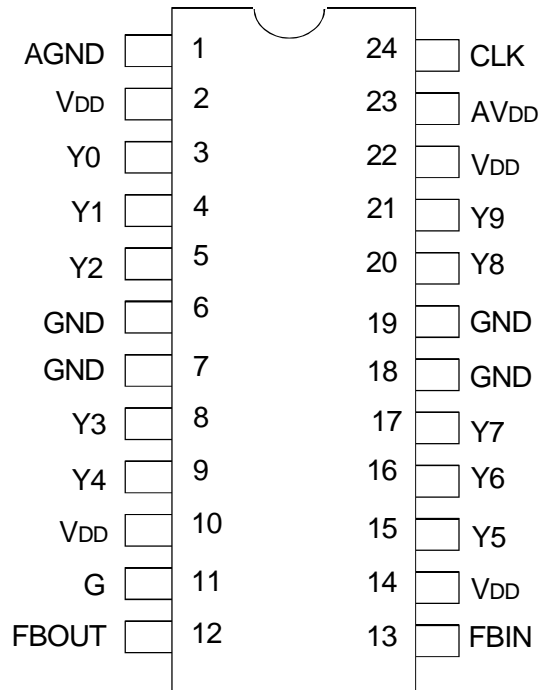 AGND 1 24 CLK
VDD 2 23 AVDD
Y0 3 22 VDD
Y1 4 21 Y9
Y2 5 20 Y8
GND 6 19 GND
GND 7 18 GND
Y3 8 17 Y7
Y4 9 16 Y6
VDD 10 15 Y5
G 11 14 VDD
FBOUT 12 13 FBIN